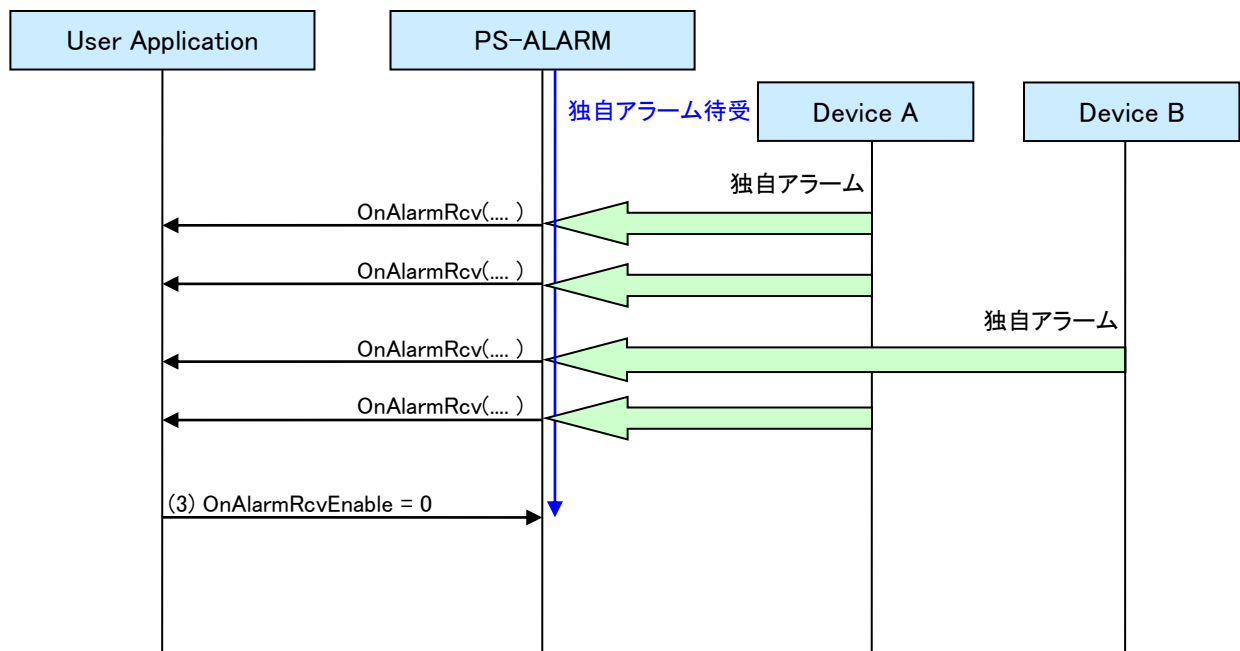 User Application
PS-ALARM
独自アラーム待受
Device A
Device B
独自アラーム
OnAlarmRcv(.... )
OnAlarmRcv(.... )
独自アラーム
OnAlarmRcv(.... )
OnAlarmRcv(.... )
(3) OnAlarmRcvEnable = 0